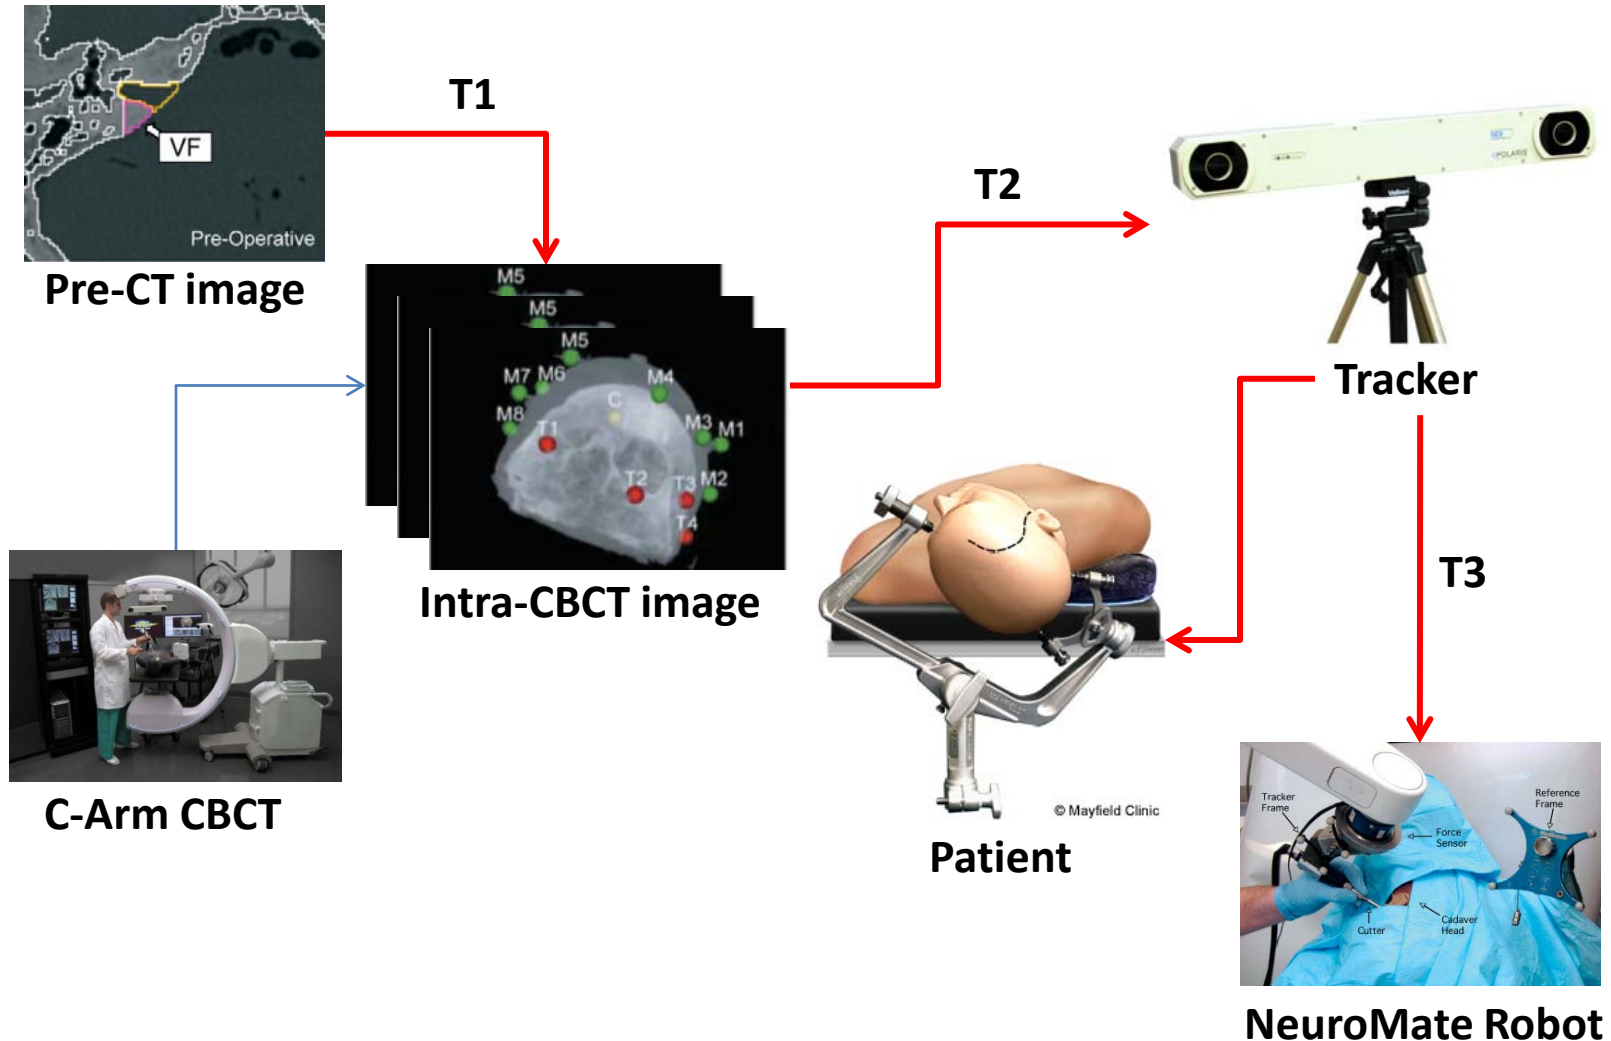 T1
VF
Pre-Operative
Pre-CT image
T2
POLARIS
Tracker
M5
M5
M5
M7 M6
M4
C
M8
T1
M3 M1
T2 T3 M2
T4
Intra-CBCT image
C-Arm CBCT
T3
© Mayfield Clinic
Patient
Tracker
Frame
Reference
Frame
Force
Sensor
Cutter
Cadaver
Head
NeuroMate Robot